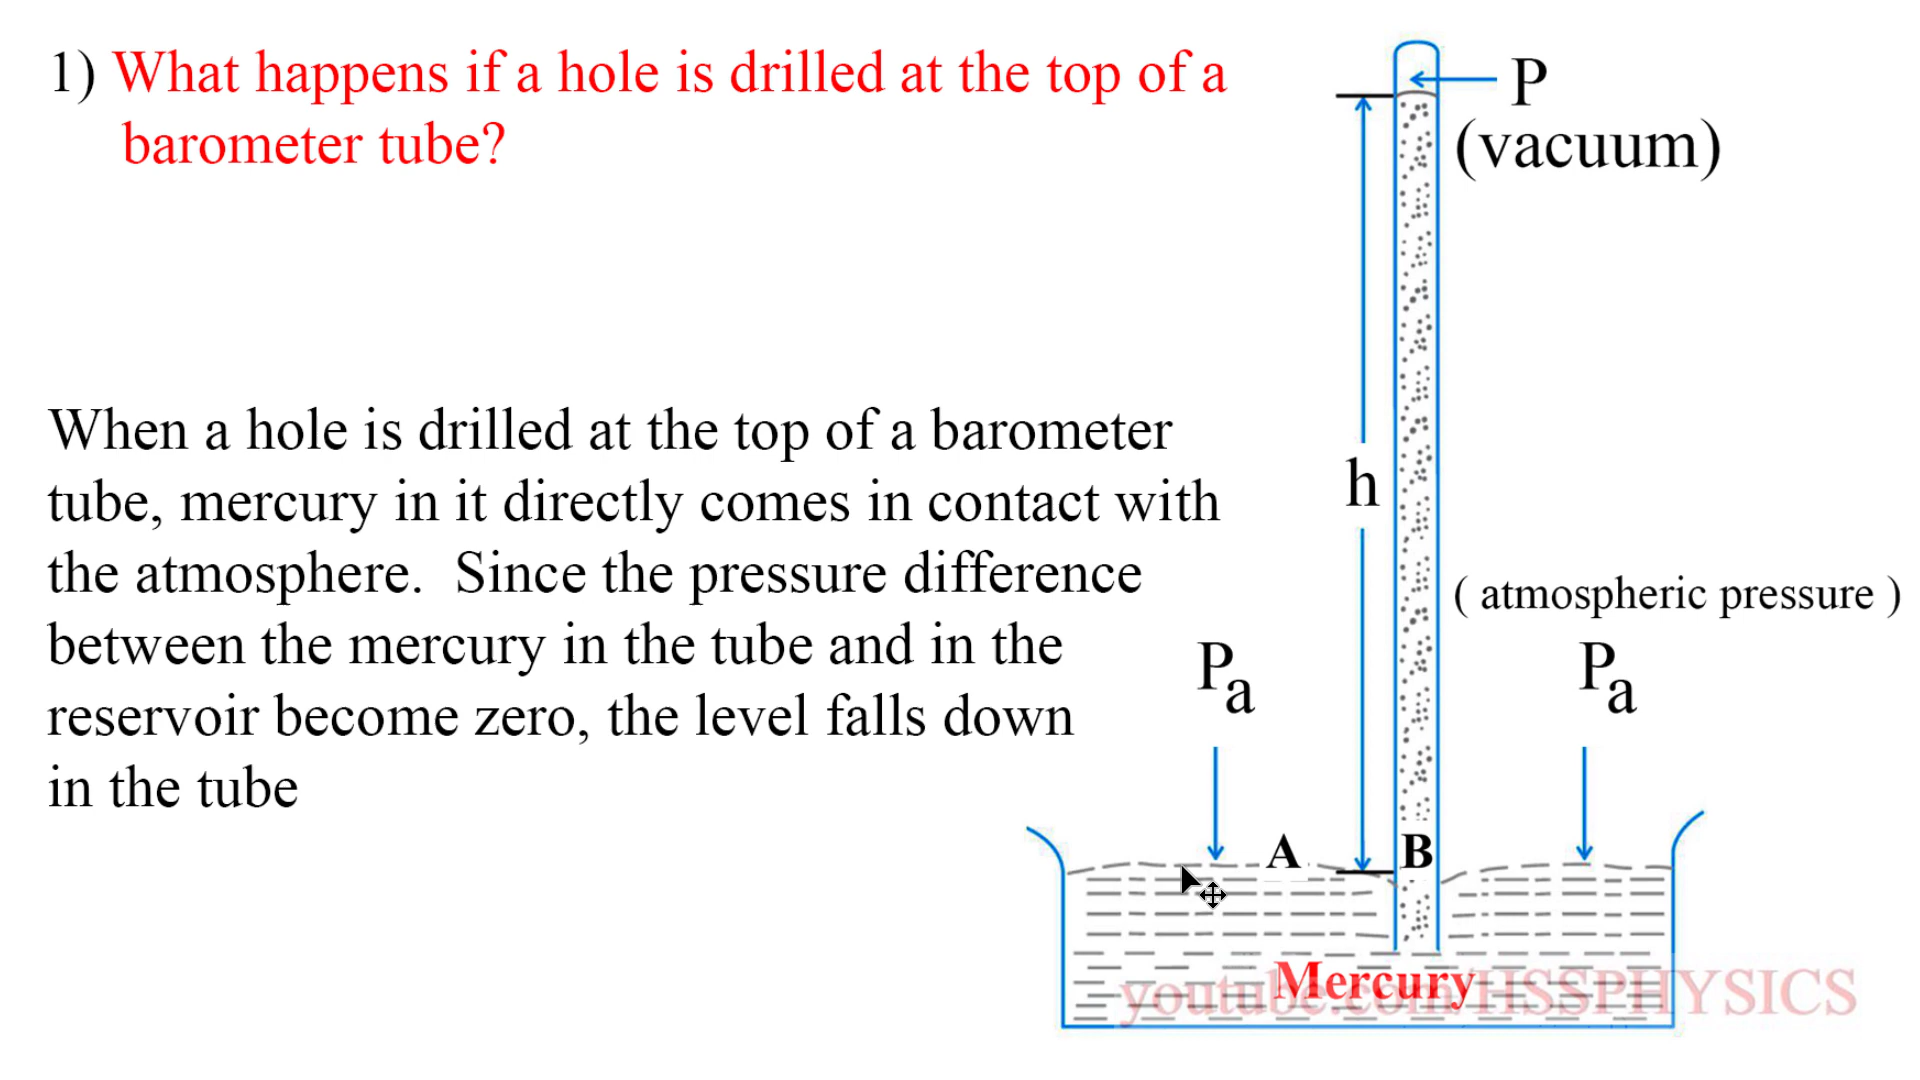 1) What happens if a hole is drilled at the top of a
barometer tube?
P
(vacuum)
When a hole is drilled at the top of a barometer
tube, mercury in it directly comes in contact with
the atmosphere. Since the pressure difference
between the mercury in the tube and in the
reservoir become zero, the level falls down
in the tube
h
( atmospheric pressure )
Pa
Pa
A
B
Mercury
youtube.com/HSSPHYSICS